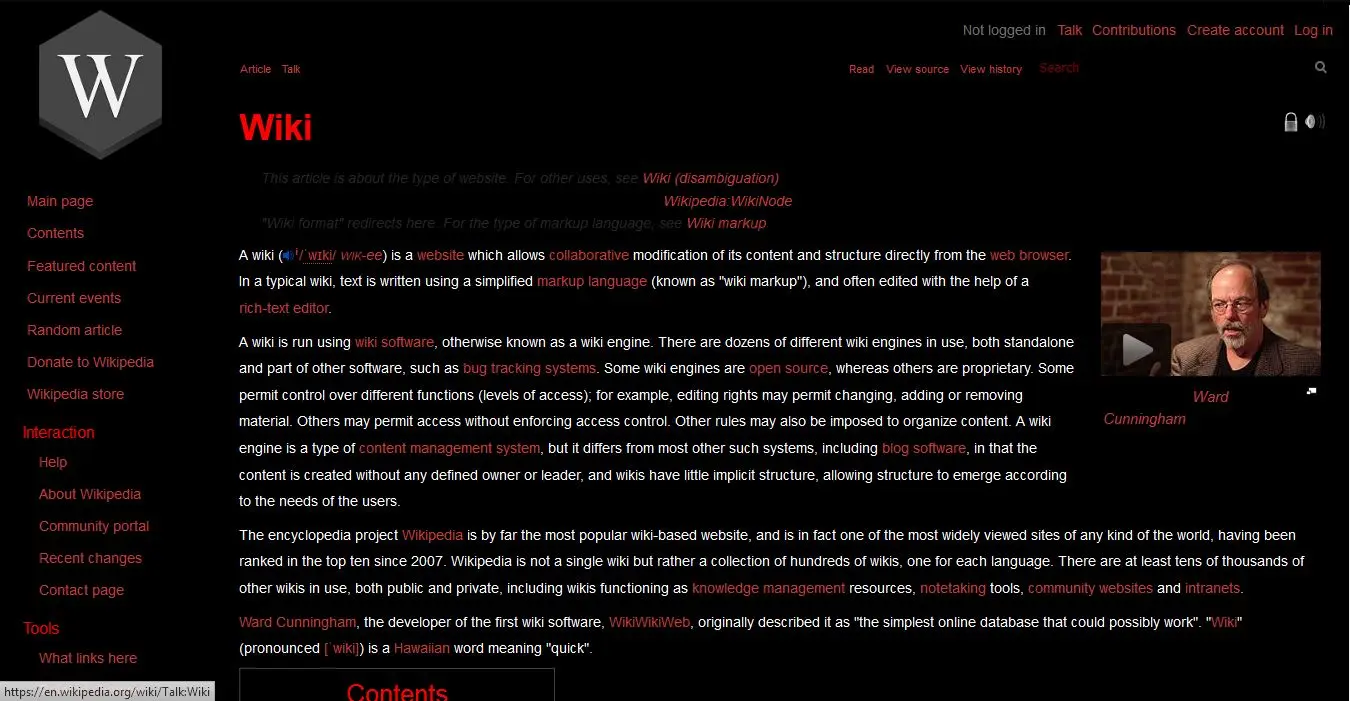 W
Not logged in Talk Contributions Create account Log in
Article Talk
Read View source View history Search
Wiki
This article is about the type of website. For other uses, see Wiki (disambiguation)
Wikipedia:WikiNode
"Wiki format" redirects here. For the type of markup language, see Wiki markup.
Main page
Contents
Featured content
Current events
Random article
Donate to Wikipedia
Wikipedia store
Interaction
Help
About Wikipedia
Community portal
Recent changes
Contact page
Tools
What links here
A wiki (i/ˈwɪki/ WIK-ee) is a website which allows collaborative modification of its content and structure directly from the web browser.
In a typical wiki, text is written using a simplified markup language (known as "wiki markup"), and often edited with the help of a
rich-text editor.
A wiki is run using wiki software, otherwise known as a wiki engine. There are dozens of different wiki engines in use, both standalone
and part of other software, such as bug tracking systems. Some wiki engines are open source, whereas others are proprietary. Some
permit control over different functions (levels of access); for example, editing rights may permit changing, adding or removing
material. Others may permit access without enforcing access control. Other rules may also be imposed to organize content. A wiki
engine is a type of content management system, but it differs from most other such systems, including blog software, in that the
content is created without any defined owner or leader, and wikis have little implicit structure, allowing structure to emerge according
to the needs of the users.
Ward
Cunningham
The encyclopedia project Wikipedia is by far the most popular wiki-based website, and is in fact one of the most widely viewed sites of any kind of the world, having been
ranked in the top ten since 2007. Wikipedia is not a single wiki but rather a collection of hundreds of wikis, one for each language. There are at least tens of thousands of
other wikis in use, both public and private, including wikis functioning as knowledge management resources, notetaking tools, community websites and intranets.
Ward Cunningham, the developer of the first wiki software, WikiWikiWeb, originally described it as "the simplest online database that could possibly work". "Wiki"
(pronounced [ˈwiki]) is a Hawaiian word meaning "quick".
Contents
https://en.wikipedia.org/wiki/Talk:Wiki